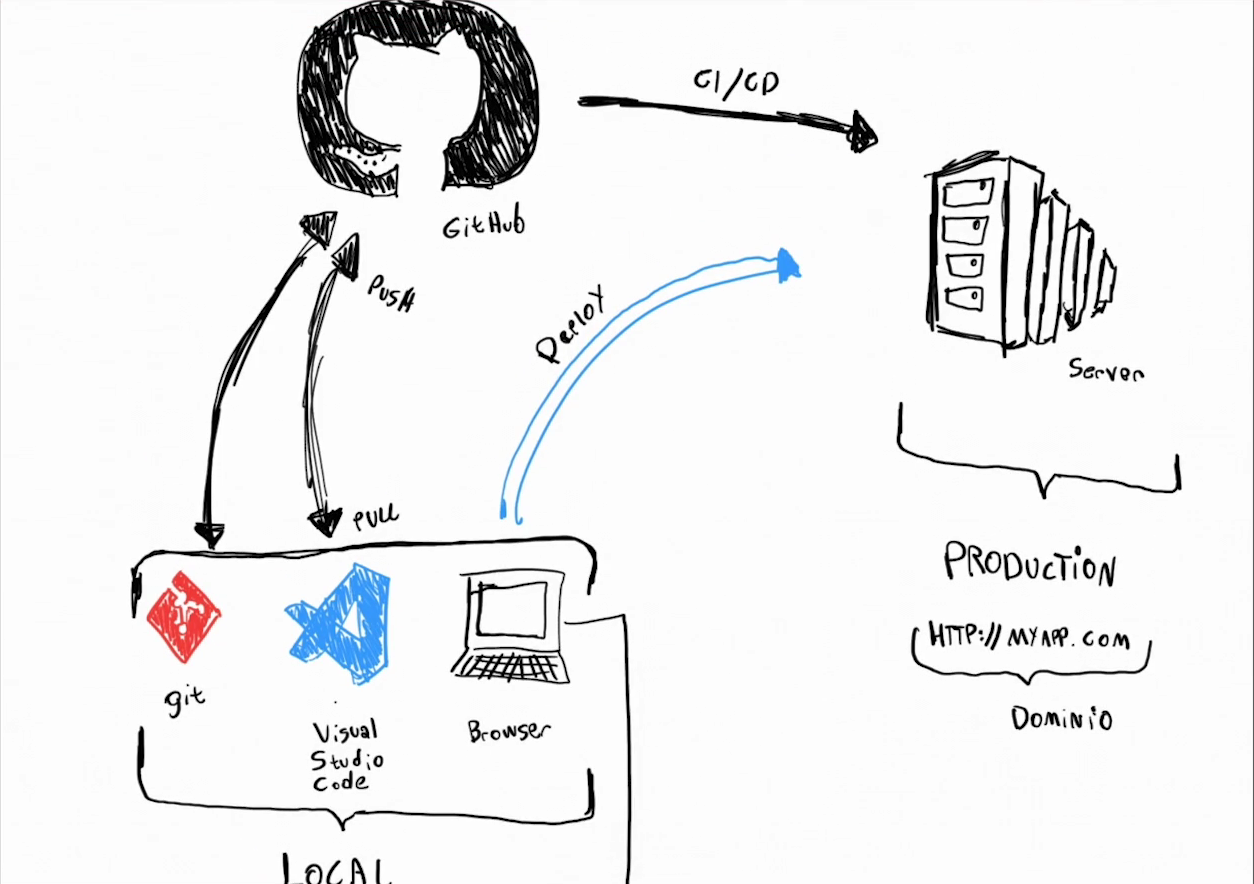 CI/CD
GitHub
PUSH
Deploy
Server
PULL
PRODUCTION
HTTP://MYAPP.COM
DOMINIO
git
Visual
Studio
Code
Browser
LOCAL